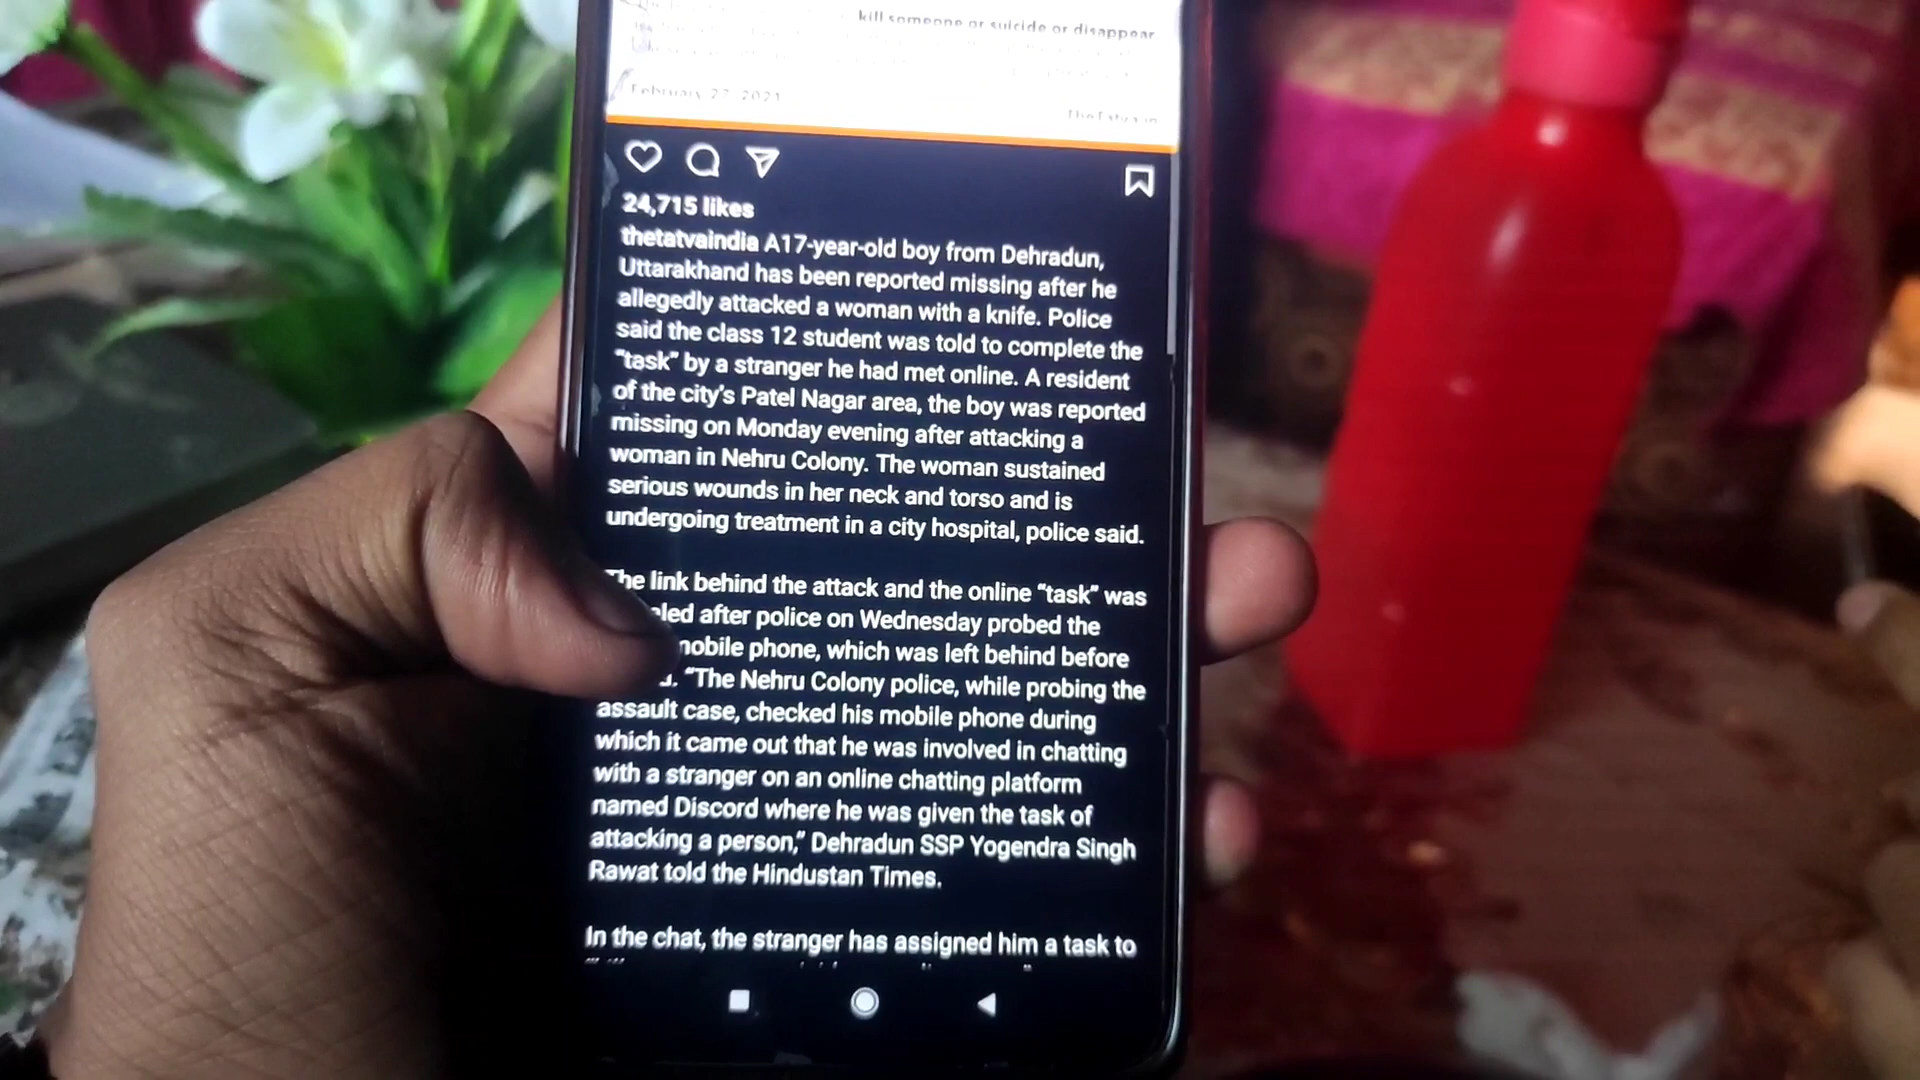 kill someone or suicide or disappear
February 27, 2021
TheTatva.in
24,715 likes
thetatvaindia A17-year-old boy from Dehradun,
Uttarakhand has been reported missing after he
allegedly attacked a woman with a knife. Police
said the class 12 student was told to complete the
“task” by a stranger he had met online. A resident
of the city's Patel Nagar area, the boy was reported
missing on Monday evening after attacking a
woman in Nehru Colony. The woman sustained
serious wounds in her neck and torso and is
undergoing treatment in a city hospital, police said.
The link behind the attack and the online “task” was
after police on Wednesday probed the
mobile phone, which was left behind before
“The Nehru Colony police, while probing the
assault case, checked his mobile phone during
which it came out that he was involved in chatting
with a stranger on an online chatting platform
named Discord where he was given the task of
attacking a person,” Dehradun SSP Yogendra Singh
Rawat told the Hindustan Times.
In the chat, the stranger has assigned him a task to